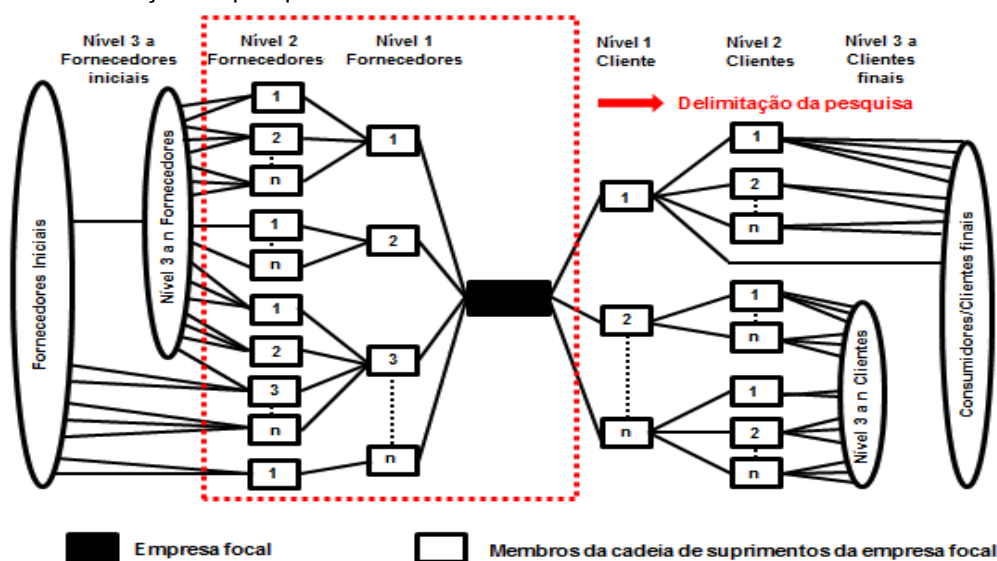 Nível 3 a
Fornecedores
iniciais
Nível 2
Fornecedores
Nível 1
Fornecedores
Nível 1
Cliente
Nível 2
Clientes
Nível 3 a
Clientes
finais
Delimitação da pesquisa
Fornecedores Iniciais
Nível 3 a n Fornecedores
1
2
n
1
n
1
2
3
n
1
1
2
3
n
1
2
n
1
2
n
1
n
1
2
n
Nível 3 a n Clientes
Consumidores/Clientes finais
Empresa focal
Membros da cadeia de suprimentos da empresa focal